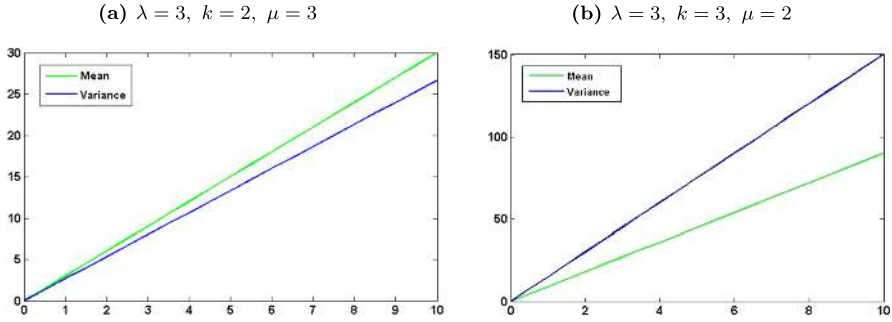 (a) λ = 3, k = 2, μ = 3
30
25
20
15
10
5
0
Mean
Variance
0 1 2 3 4 5 6 7 8 9 10
(b) λ = 3, k = 3, μ = 2
150
100
50
0
Mean
Variance
0 2 4 6 8 10